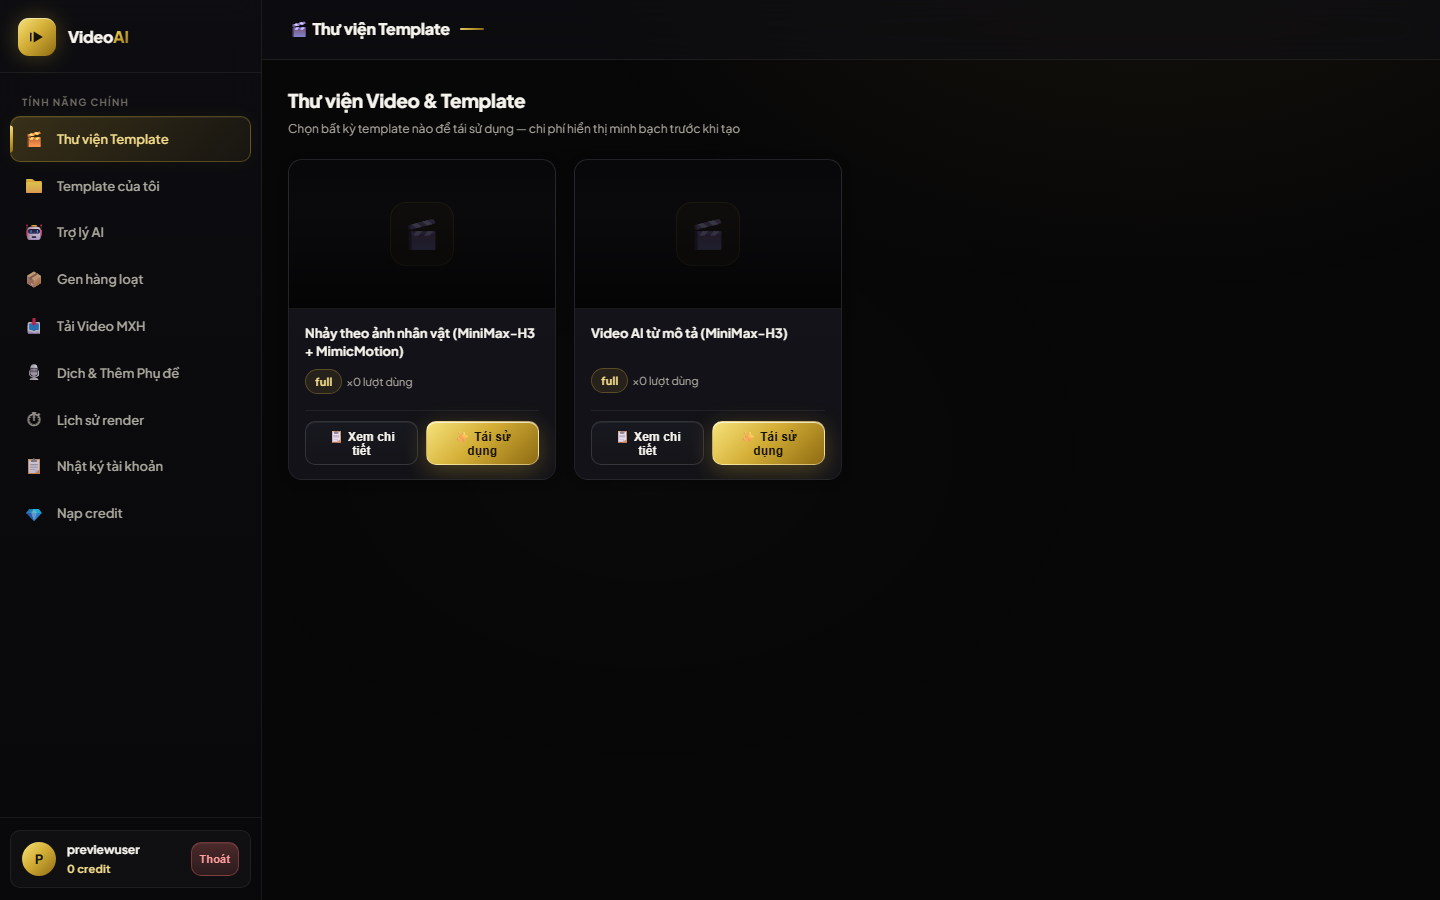 VideoAI
TÍNH NĂNG CHÍNH
Thư viện Template
Template của tôi
Trợ lý AI
Gen hàng loạt
Tải Video MXH
Dịch & Thêm Phụ đề
Lịch sử render
Nhật ký tài khoản
Nạp credit
P
previewuser
0 credit
Thoát
Thư viện Template
Thư viện Video & Template
Chọn bất kỳ template nào để tái sử dụng — chi phí hiển thị minh bạch trước khi tạo
Nhảy theo ảnh nhân vật (MiniMax-H3
+ MimicMotion)
full ×0 lượt dùng
Xem chi
tiết
Tái sử
dụng
Video AI từ mô tả (MiniMax-H3)
full ×0 lượt dùng
Xem chi
tiết
Tái sử
dụng